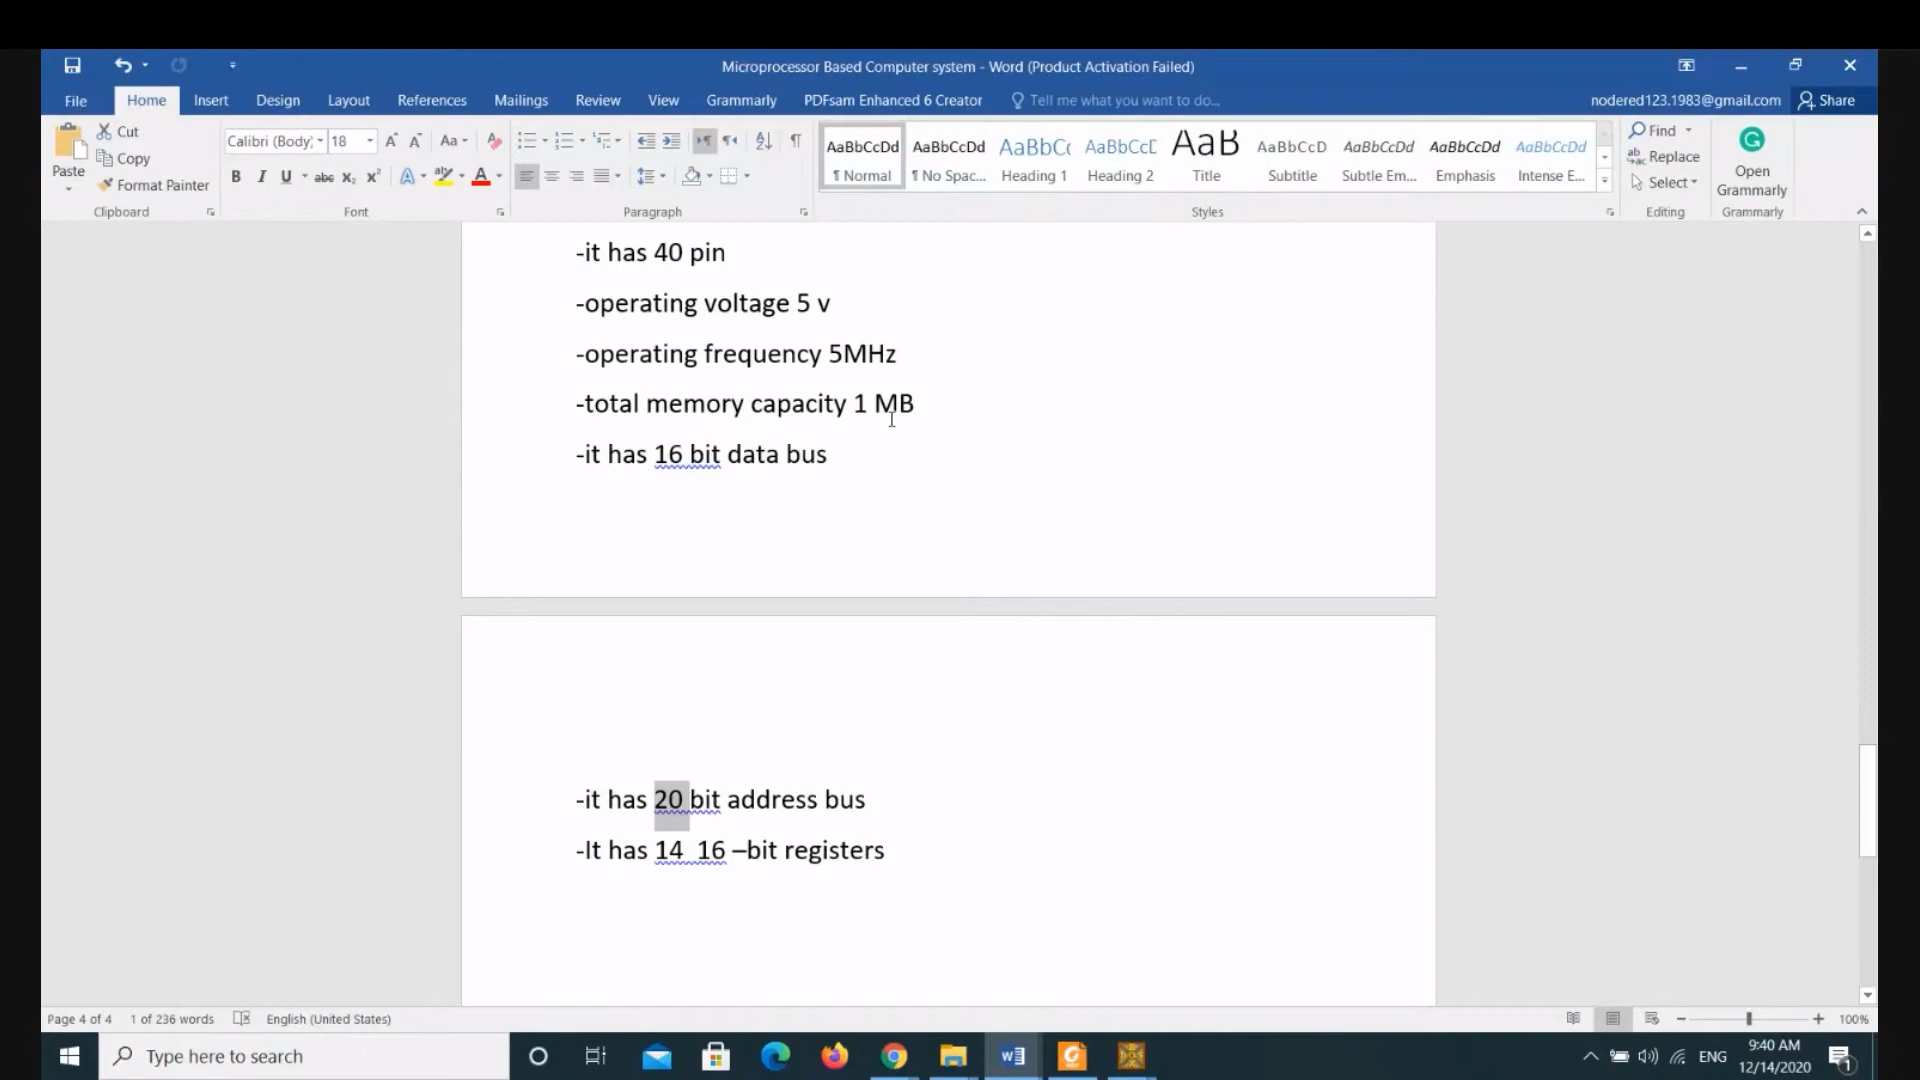 Microprocessor Based Computer system - Word (Product Activation Failed)
File Home Insert Design Layout References Mailings Review View Grammarly PDFsam Enhanced 6 Creator Tell me what you want to do... nodered123.1983@gmail.com Share
Paste
Cut
Copy
Format Painter
Clipboard
Calibri (Body) 18
Font
Paragraph
AaBbCcDd AaBbCcDd AaBbCc AaBbCcD AaB AaBbCcD AaBbCcDd AaBbCcDd AaBbCcDd
¶ Normal ¶ No Spac... Heading 1 Heading 2 Title Subtitle Subtle Em... Emphasis Intense E...
Styles
Find
Replace
Select
Editing
Open
Grammarly
Grammarly
-it has 40 pin
-operating voltage 5 v
-operating frequency 5MHz
-total memory capacity 1 MB
-it has 16 bit data bus
-it has 20 bit address bus
-It has 14 16 –bit registers
Page 4 of 4 1 of 236 words English (United States) 100%
Type here to search
ENG
9:40 AM
12/14/2020
1